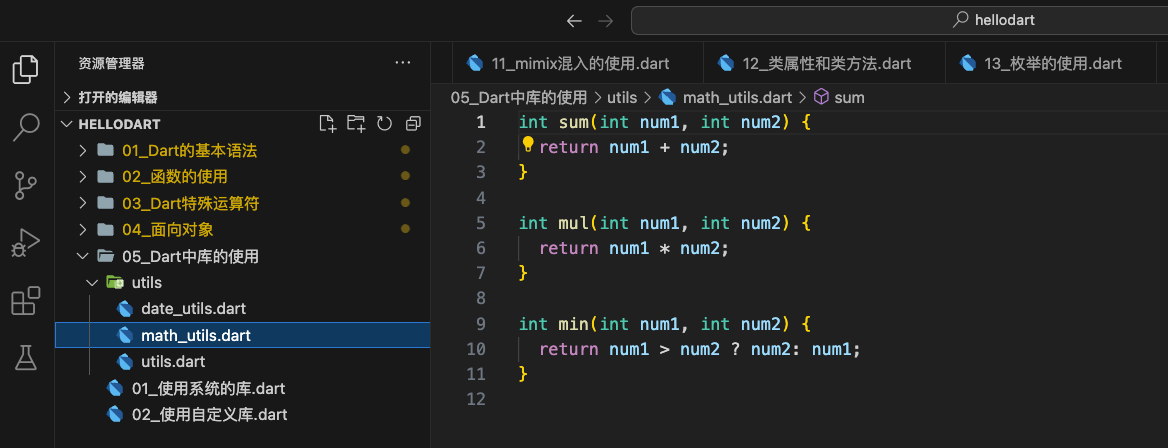 hellodart
资源管理器
打开的编辑器
HELLODART
01_Dart的基本语法
02_函数的使用
03_Dart特殊运算符
04_面向对象
05_Dart中库的使用
utils
date_utils.dart
math_utils.dart
utils.dart
01_使用系统的库.dart
02_使用自定义库.dart
11_mimix混入的使用.dart
12_类属性和类方法.dart
13_枚举的使用.dart
05_Dart中库的使用 > utils > math_utils.dart > sum
1 int sum(int num1, int num2) {
2 return num1 + num2;
3 }
4
5 int mul(int num1, int num2) {
6 return num1 * num2;
7 }
8
9 int min(int num1, int num2) {
10 return num1 > num2 ? num2: num1;
11 }
12